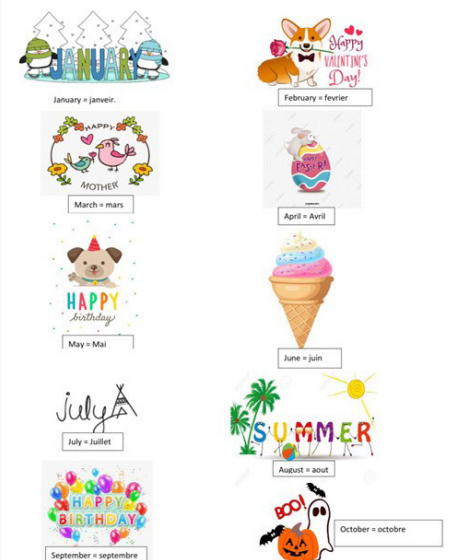 JANUARY
January = janveir.
Happy
VALENTINE'S
Day!
February = fevrier
HAPPY
MOTHER
March = mars
HAPPY
EASTER!
April = Avril
HAPPY
birthday
May = Mai
June = juin
july
July = Juillet
SUMMER
August = aout
HAPPY
BIRTHDAY
September = septembre
BOO!
October = octobre